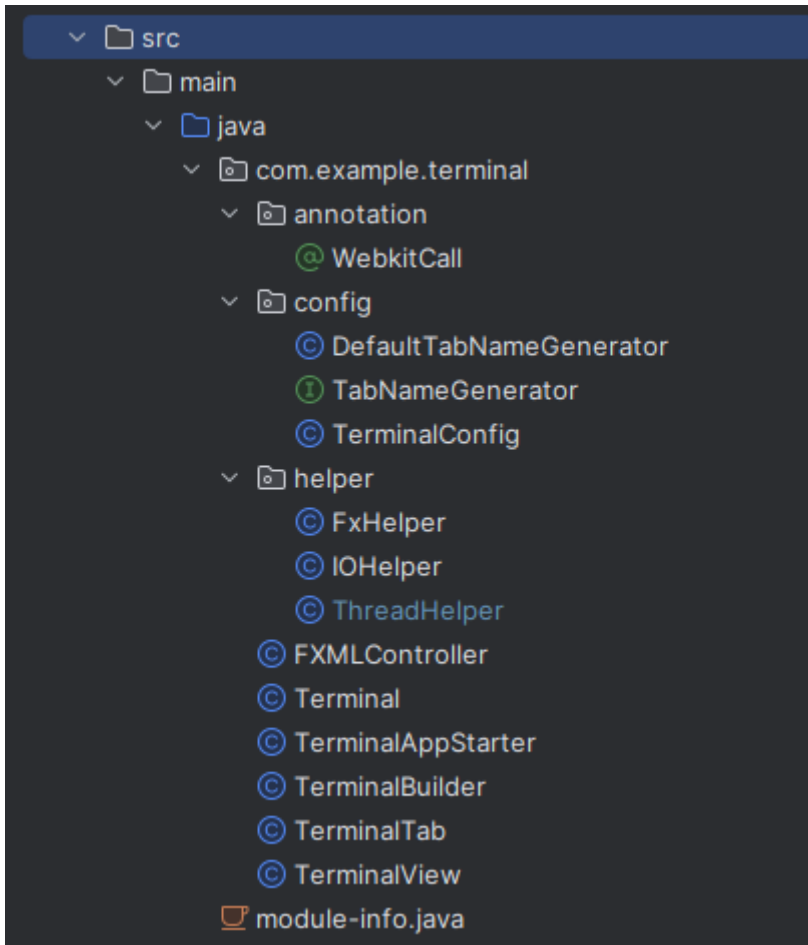 src
main
java
com.example.terminal
annotation
WebkitCall
config
DefaultTabNameGenerator
TabNameGenerator
TerminalConfig
helper
FxHelper
IOHelper
ThreadHelper
FXMLController
Terminal
TerminalAppStarter
TerminalBuilder
TerminalTab
TerminalView
module-info.java